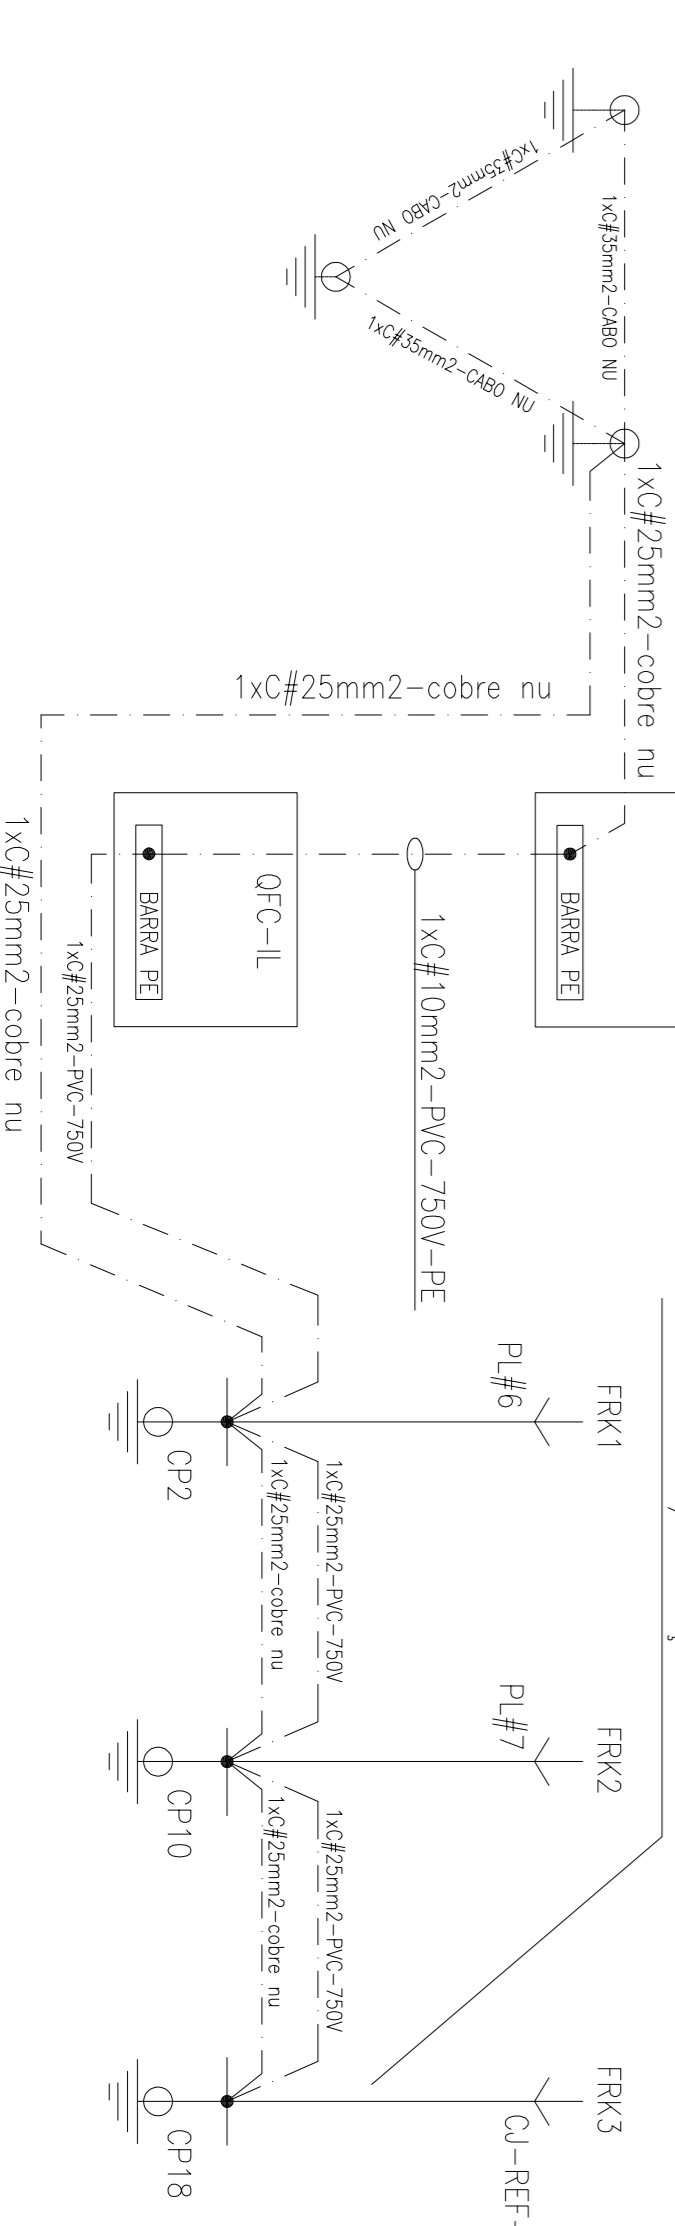 1xC#35mm2-CABO NU
1xC#35mm2-CABO NU
1xC#35mm2-CABO NU
1xC#25mm2-cobre nu
1xC#25mm2-cobre nu
BARRA PE
QFC-IL
BARRA PE
1xC#10mm2-PVC-750V-PE
1xC#25mm2-PVC-750V
1xC#25mm2-cobre nu
FRK1
PL#6
CP2
1xC#25mm2-PVC-750V
1xC#25mm2-cobre nu
FRK2
PL#7
CP10
1xC#25mm2-PVC-750V
1xC#25mm2-cobre nu
FRK3
CJ-REF-
CP18